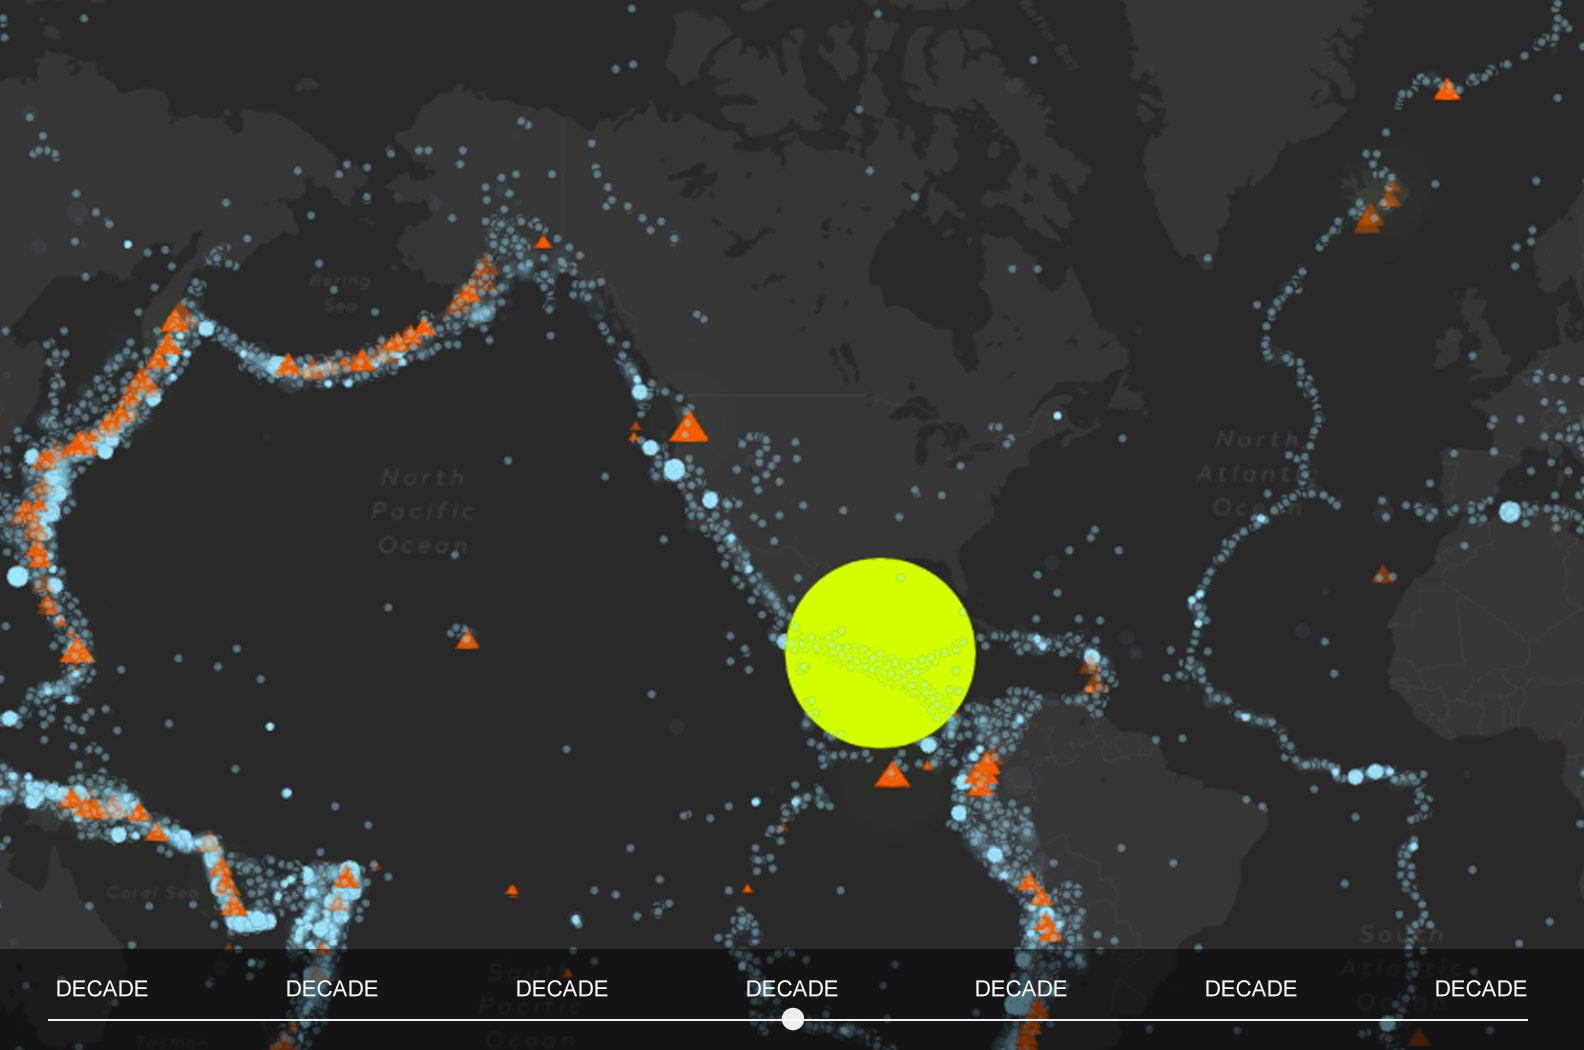 Baffin Bay
Bering
Sea
North
Pacific
Ocean
North
Atlantic
Ocean
Coral Sea
South
Pacific
Ocean
South
Atlantic
Ocean
Tasman
DECADE DECADE DECADE DECADE DECADE DECADE DECADE